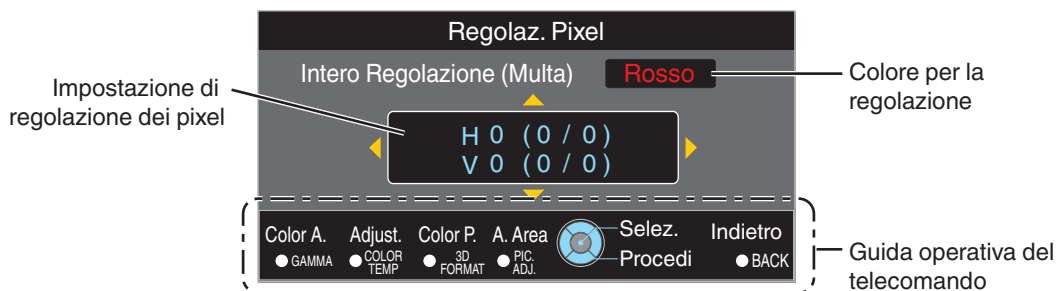 Regolaz. Pixel
Intero Regolazione (Multa) Rosso
Impostazione di
regolazione dei pixel
Colore per la
regolazione
H 0 (0 / 0)
V 0 (0 / 0)
Color A. Adjust. Color P. A. Area Selez. Indietro
GAMMA COLOR TEMP 3D FORMAT PIC. ADJ. Procedi BACK
Guida operativa del
telecomando